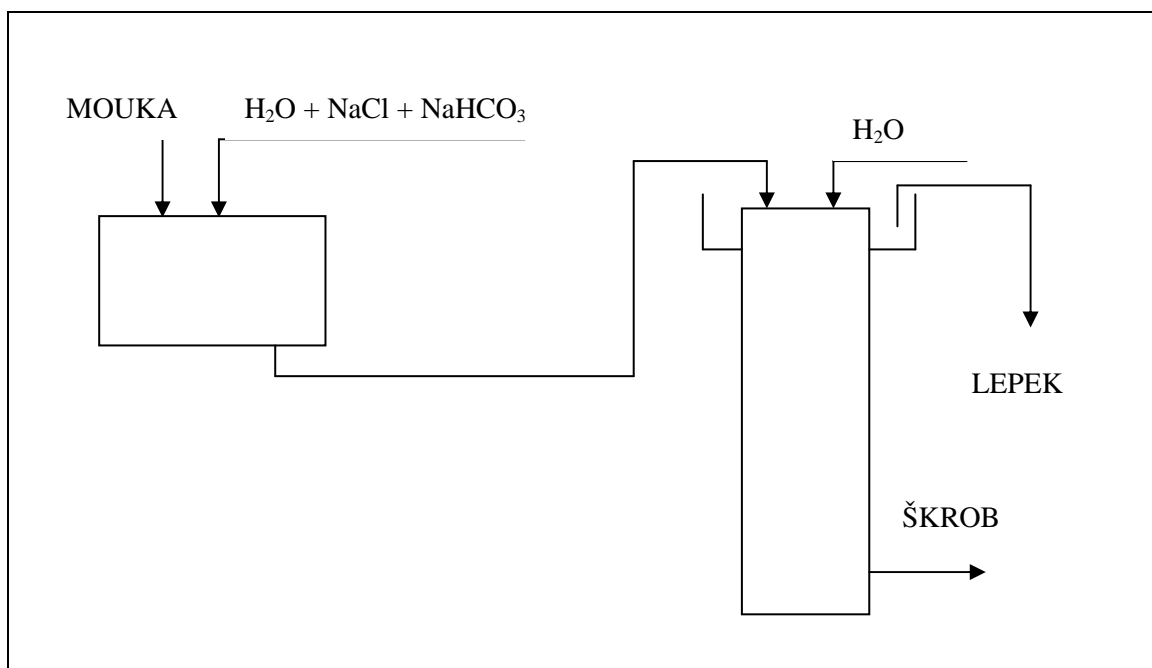 MOUKA
H₂O + NaCl + NaHCO₃
H₂O
LEPEK
ŠKROB